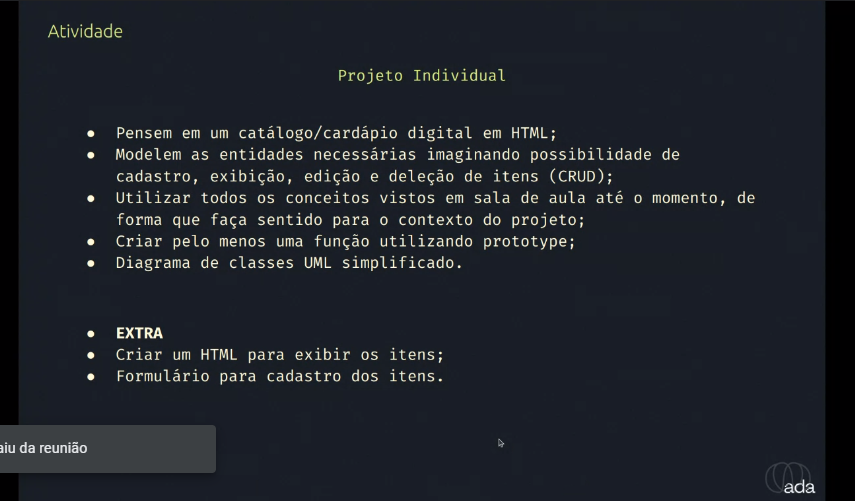 Atividade
Projeto Individual
● Pensem em um catálogo/cardápio digital em HTML;
● Modelem as entidades necessárias imaginando possibilidade de
cadastro, exibição, edição e deleção de itens (CRUD);
● Utilizar todos os conceitos vistos em sala de aula até o momento, de
forma que faça sentido para o contexto do projeto;
● Criar pelo menos uma função utilizando prototype;
● Diagrama de classes UML simplificado.
● EXTRA
● Criar um HTML para exibir os itens;
● Formulário para cadastro dos itens.
aiu da reunião
ada